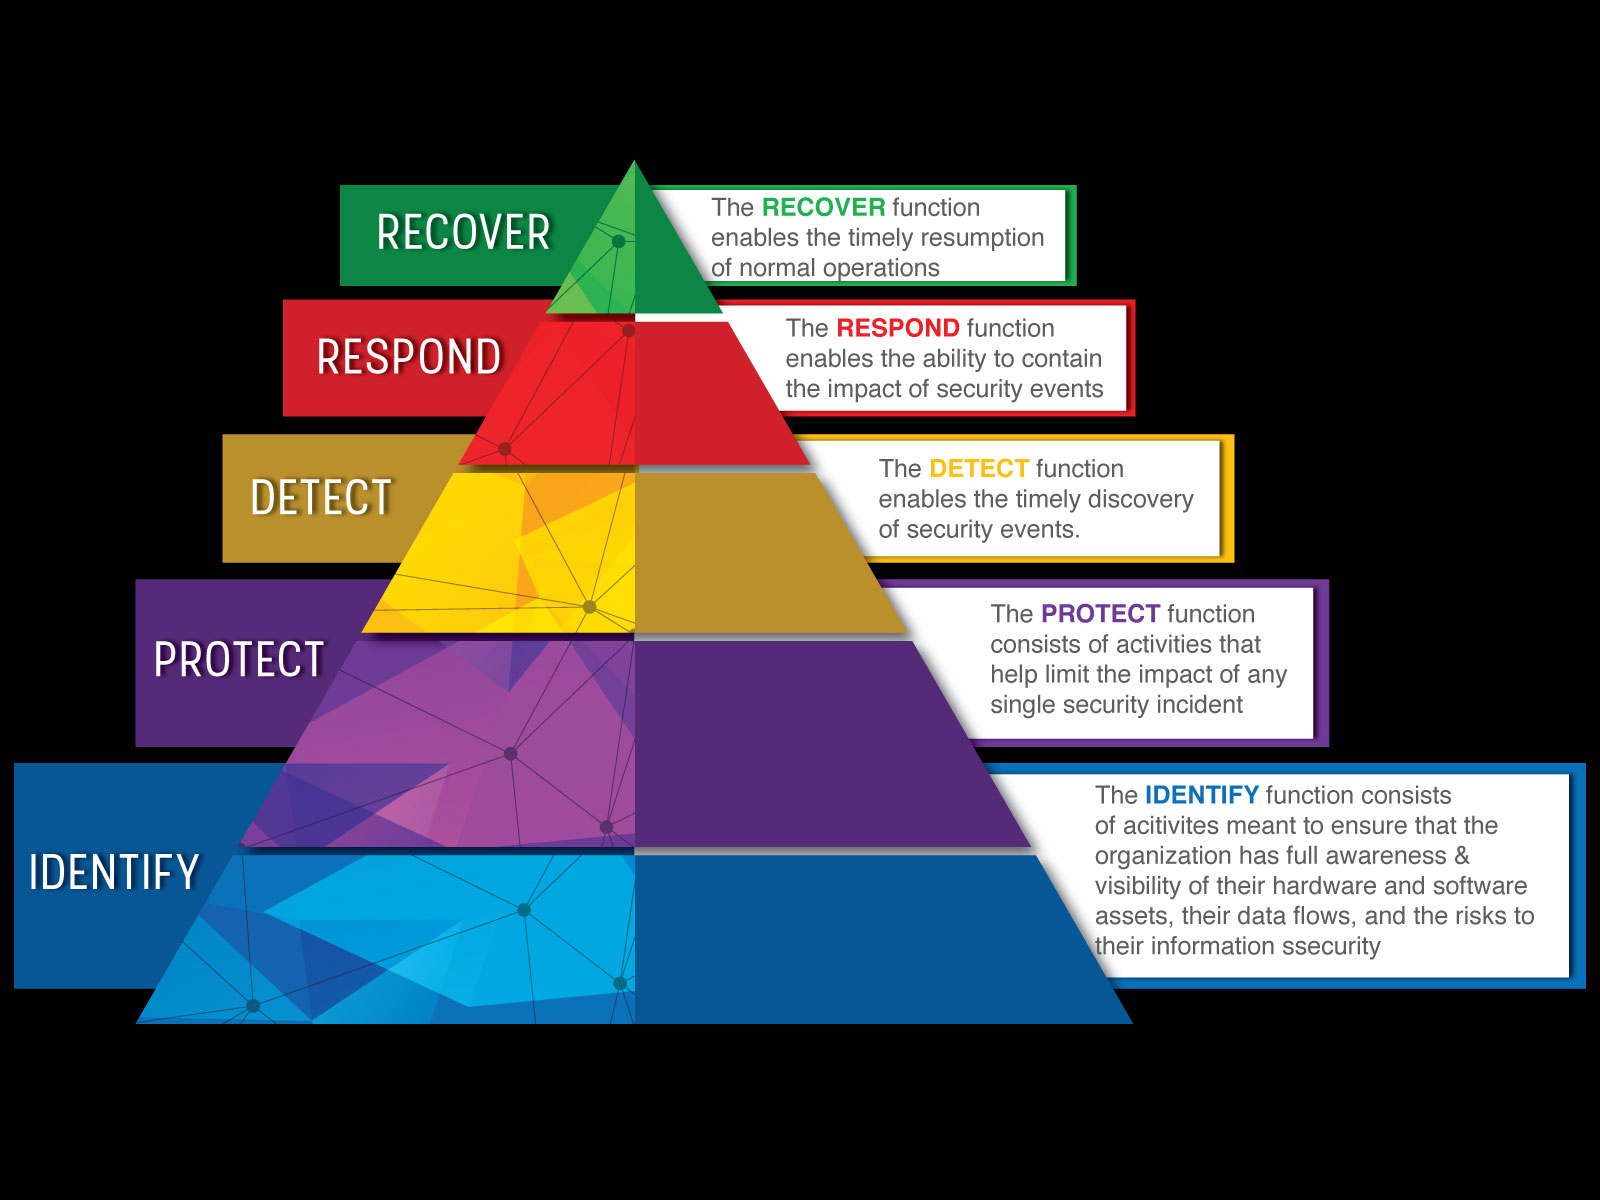 RECOVER
The RECOVER function
enables the timely resumption
of normal operations
RESPOND
The RESPOND function
enables the ability to contain
the impact of security events
DETECT
The DETECT function
enables the timely discovery
of security events.
PROTECT
The PROTECT function
consists of activities that
help limit the impact of any
single security incident
IDENTIFY
The IDENTIFY function consists
of acitivites meant to ensure that the
organization has full awareness &
visibility of their hardware and software
assets, their data flows, and the risks to
their information ssecurity